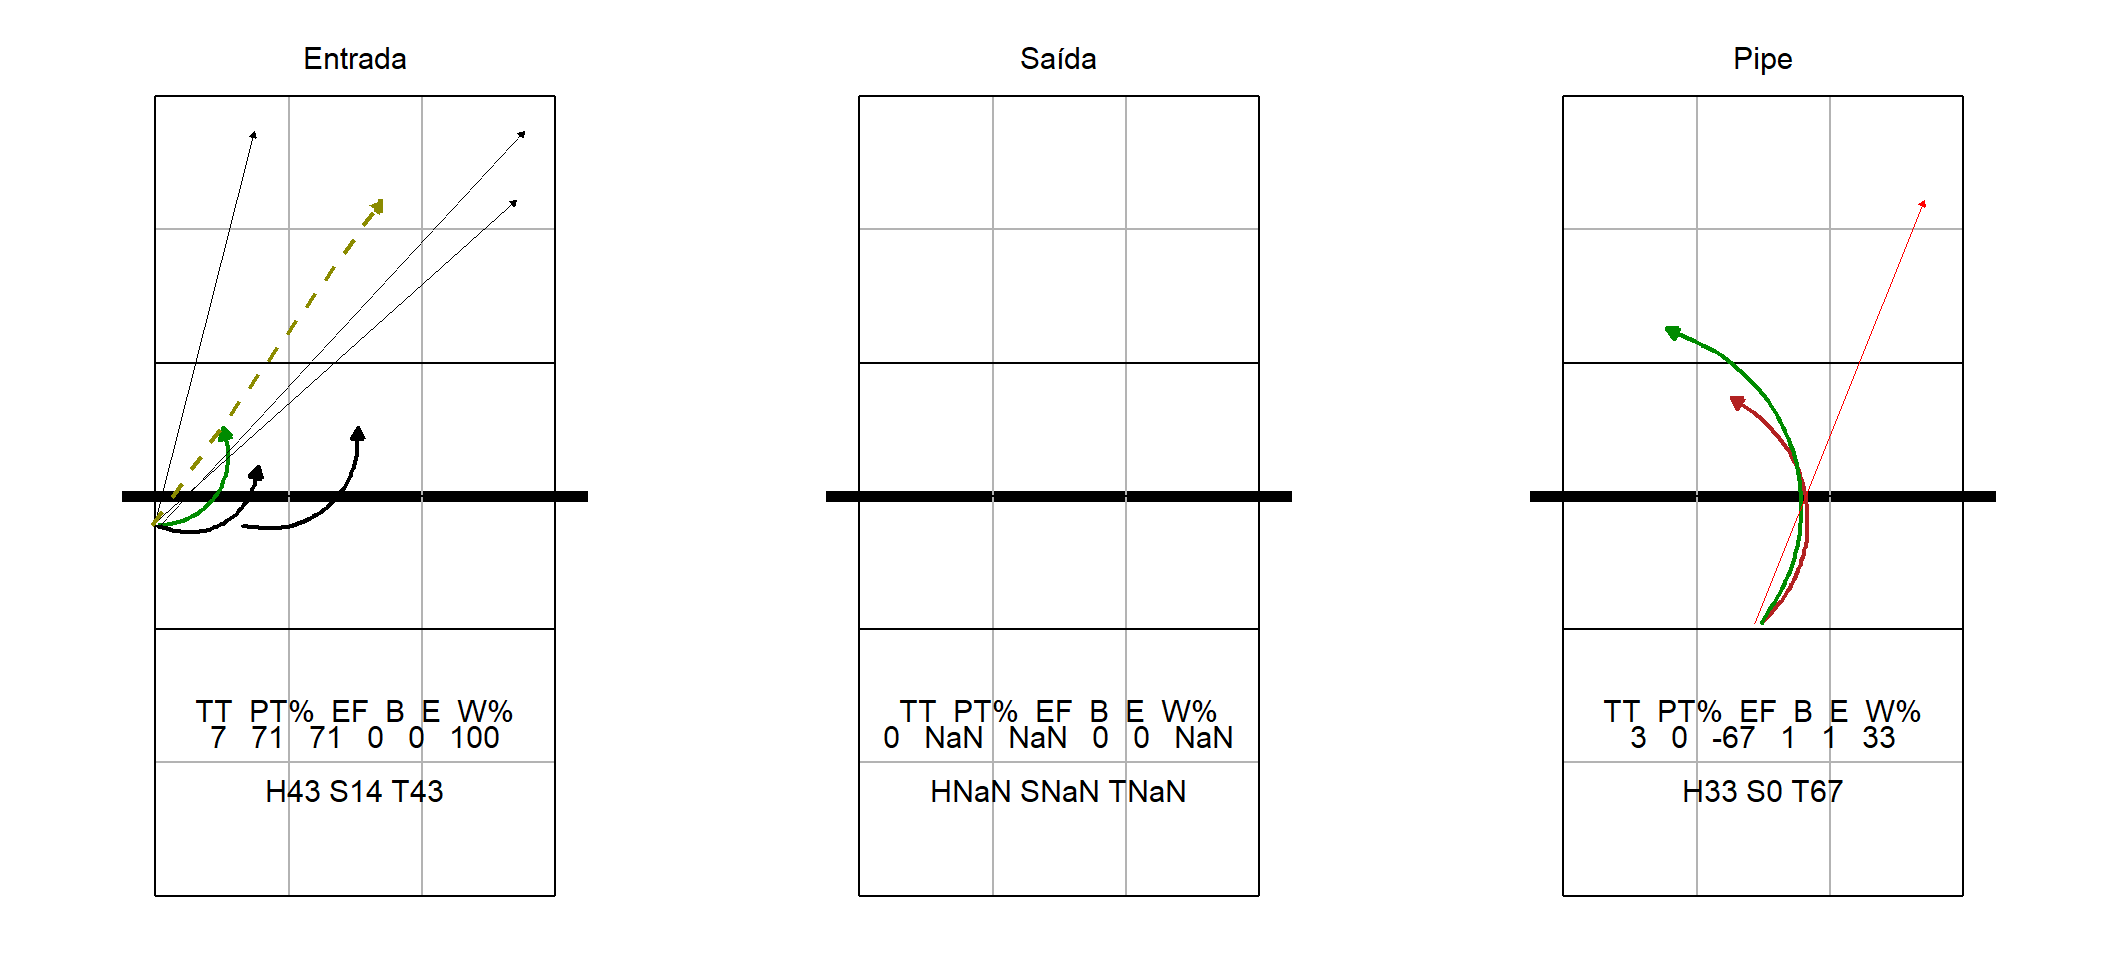 Entrada
TT PT% EF B E W%
7 71 71 0 0 100
H43 S14 T43
Saída
TT PT% EF B E W%
0 NaN NaN 0 0 NaN
HNaN SNaN TNaN
Pipe
TT PT% EF B E W%
3 0 -67 1 1 33
H33 S0 T67